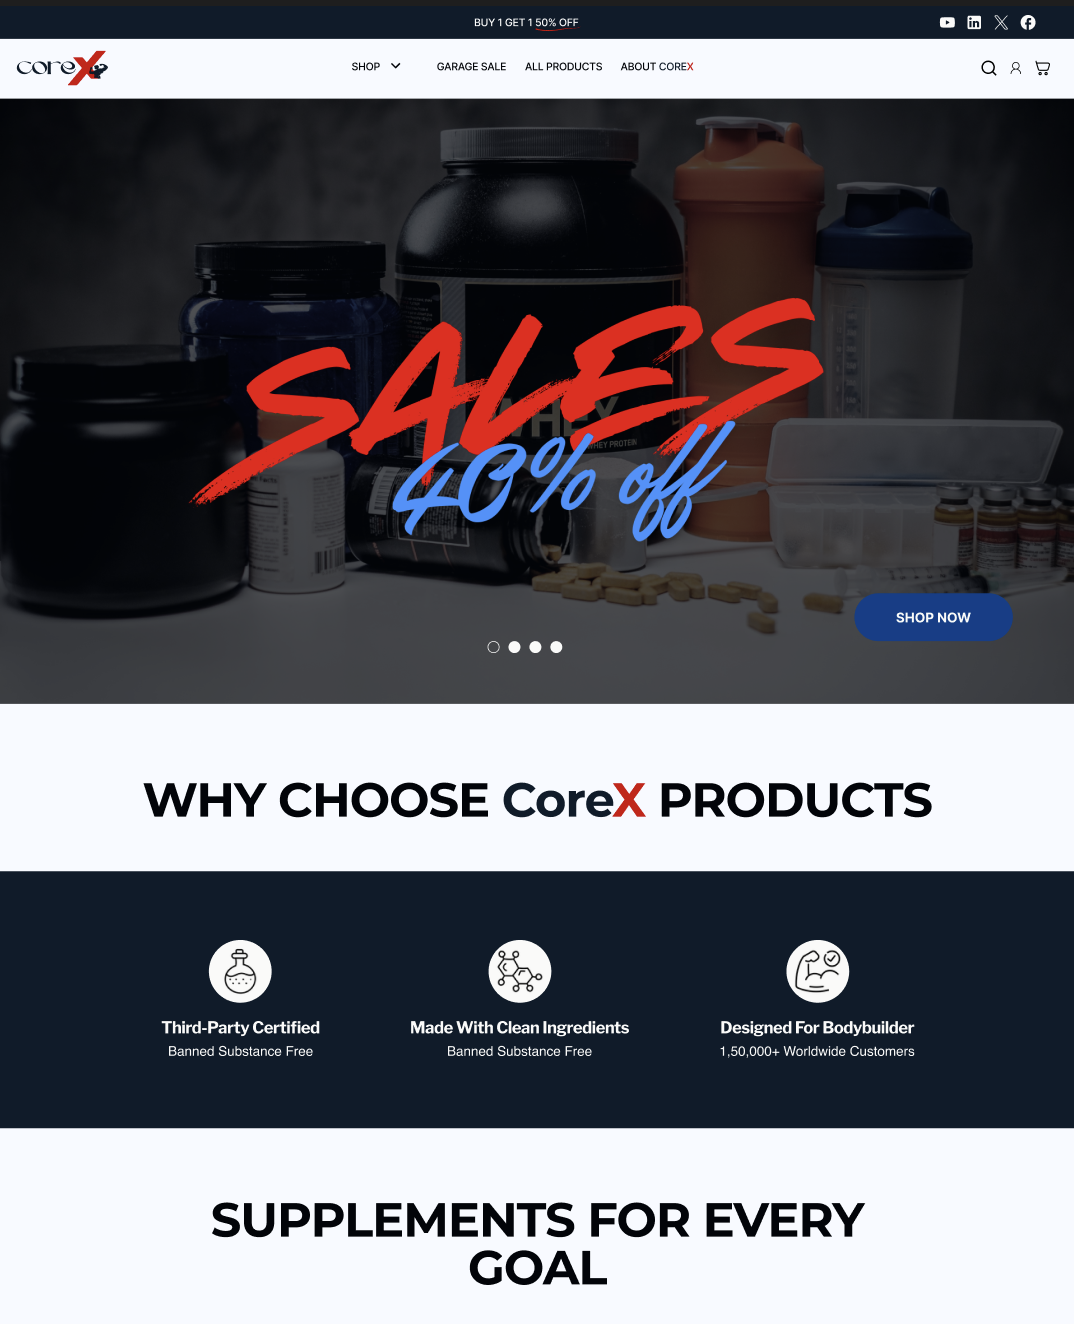 BUY 1 GET 1 50% OFF
coreX
SHOP
GARAGE SALE
ALL PRODUCTS
ABOUT COREX
WHEY
WHEY PROTEIN
SALES
40% off
SHOP NOW
WHY CHOOSE CoreX PRODUCTS
Third-Party Certified
Banned Substance Free
Made With Clean Ingredients
Banned Substance Free
Designed For Bodybuilder
1,50,000+ Worldwide Customers
SUPPLEMENTS FOR EVERY
GOAL